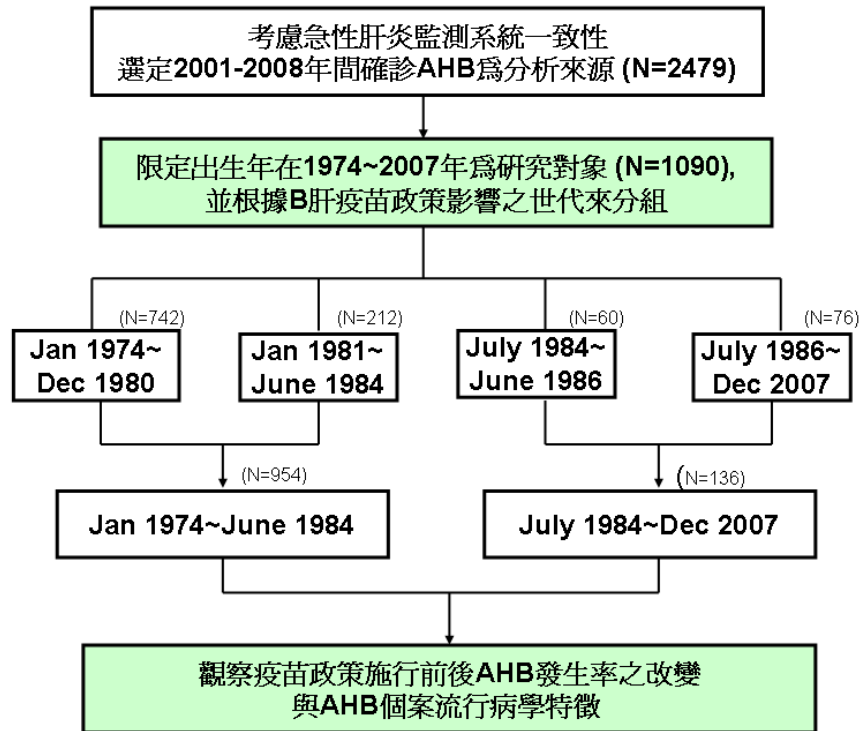 考慮急性肝炎監測系統一致性
選定2001-2008年間確診AHB爲分析來源 (N=2479)
限定出生年在1974~2007年爲研究對象 (N=1090),
並根據B肝疫苗政策影響之世代來分組
(N=742)
Jan 1974~
Dec 1980
(N=212)
Jan 1981~
June 1984
(N=60)
July 1984~
June 1986
(N=76)
July 1986~
Dec 2007
(N=954)
Jan 1974~June 1984
(N=136)
July 1984~Dec 2007
觀察疫苗政策施行前後AHB發生率之改變
與AHB個案流行病學特徵